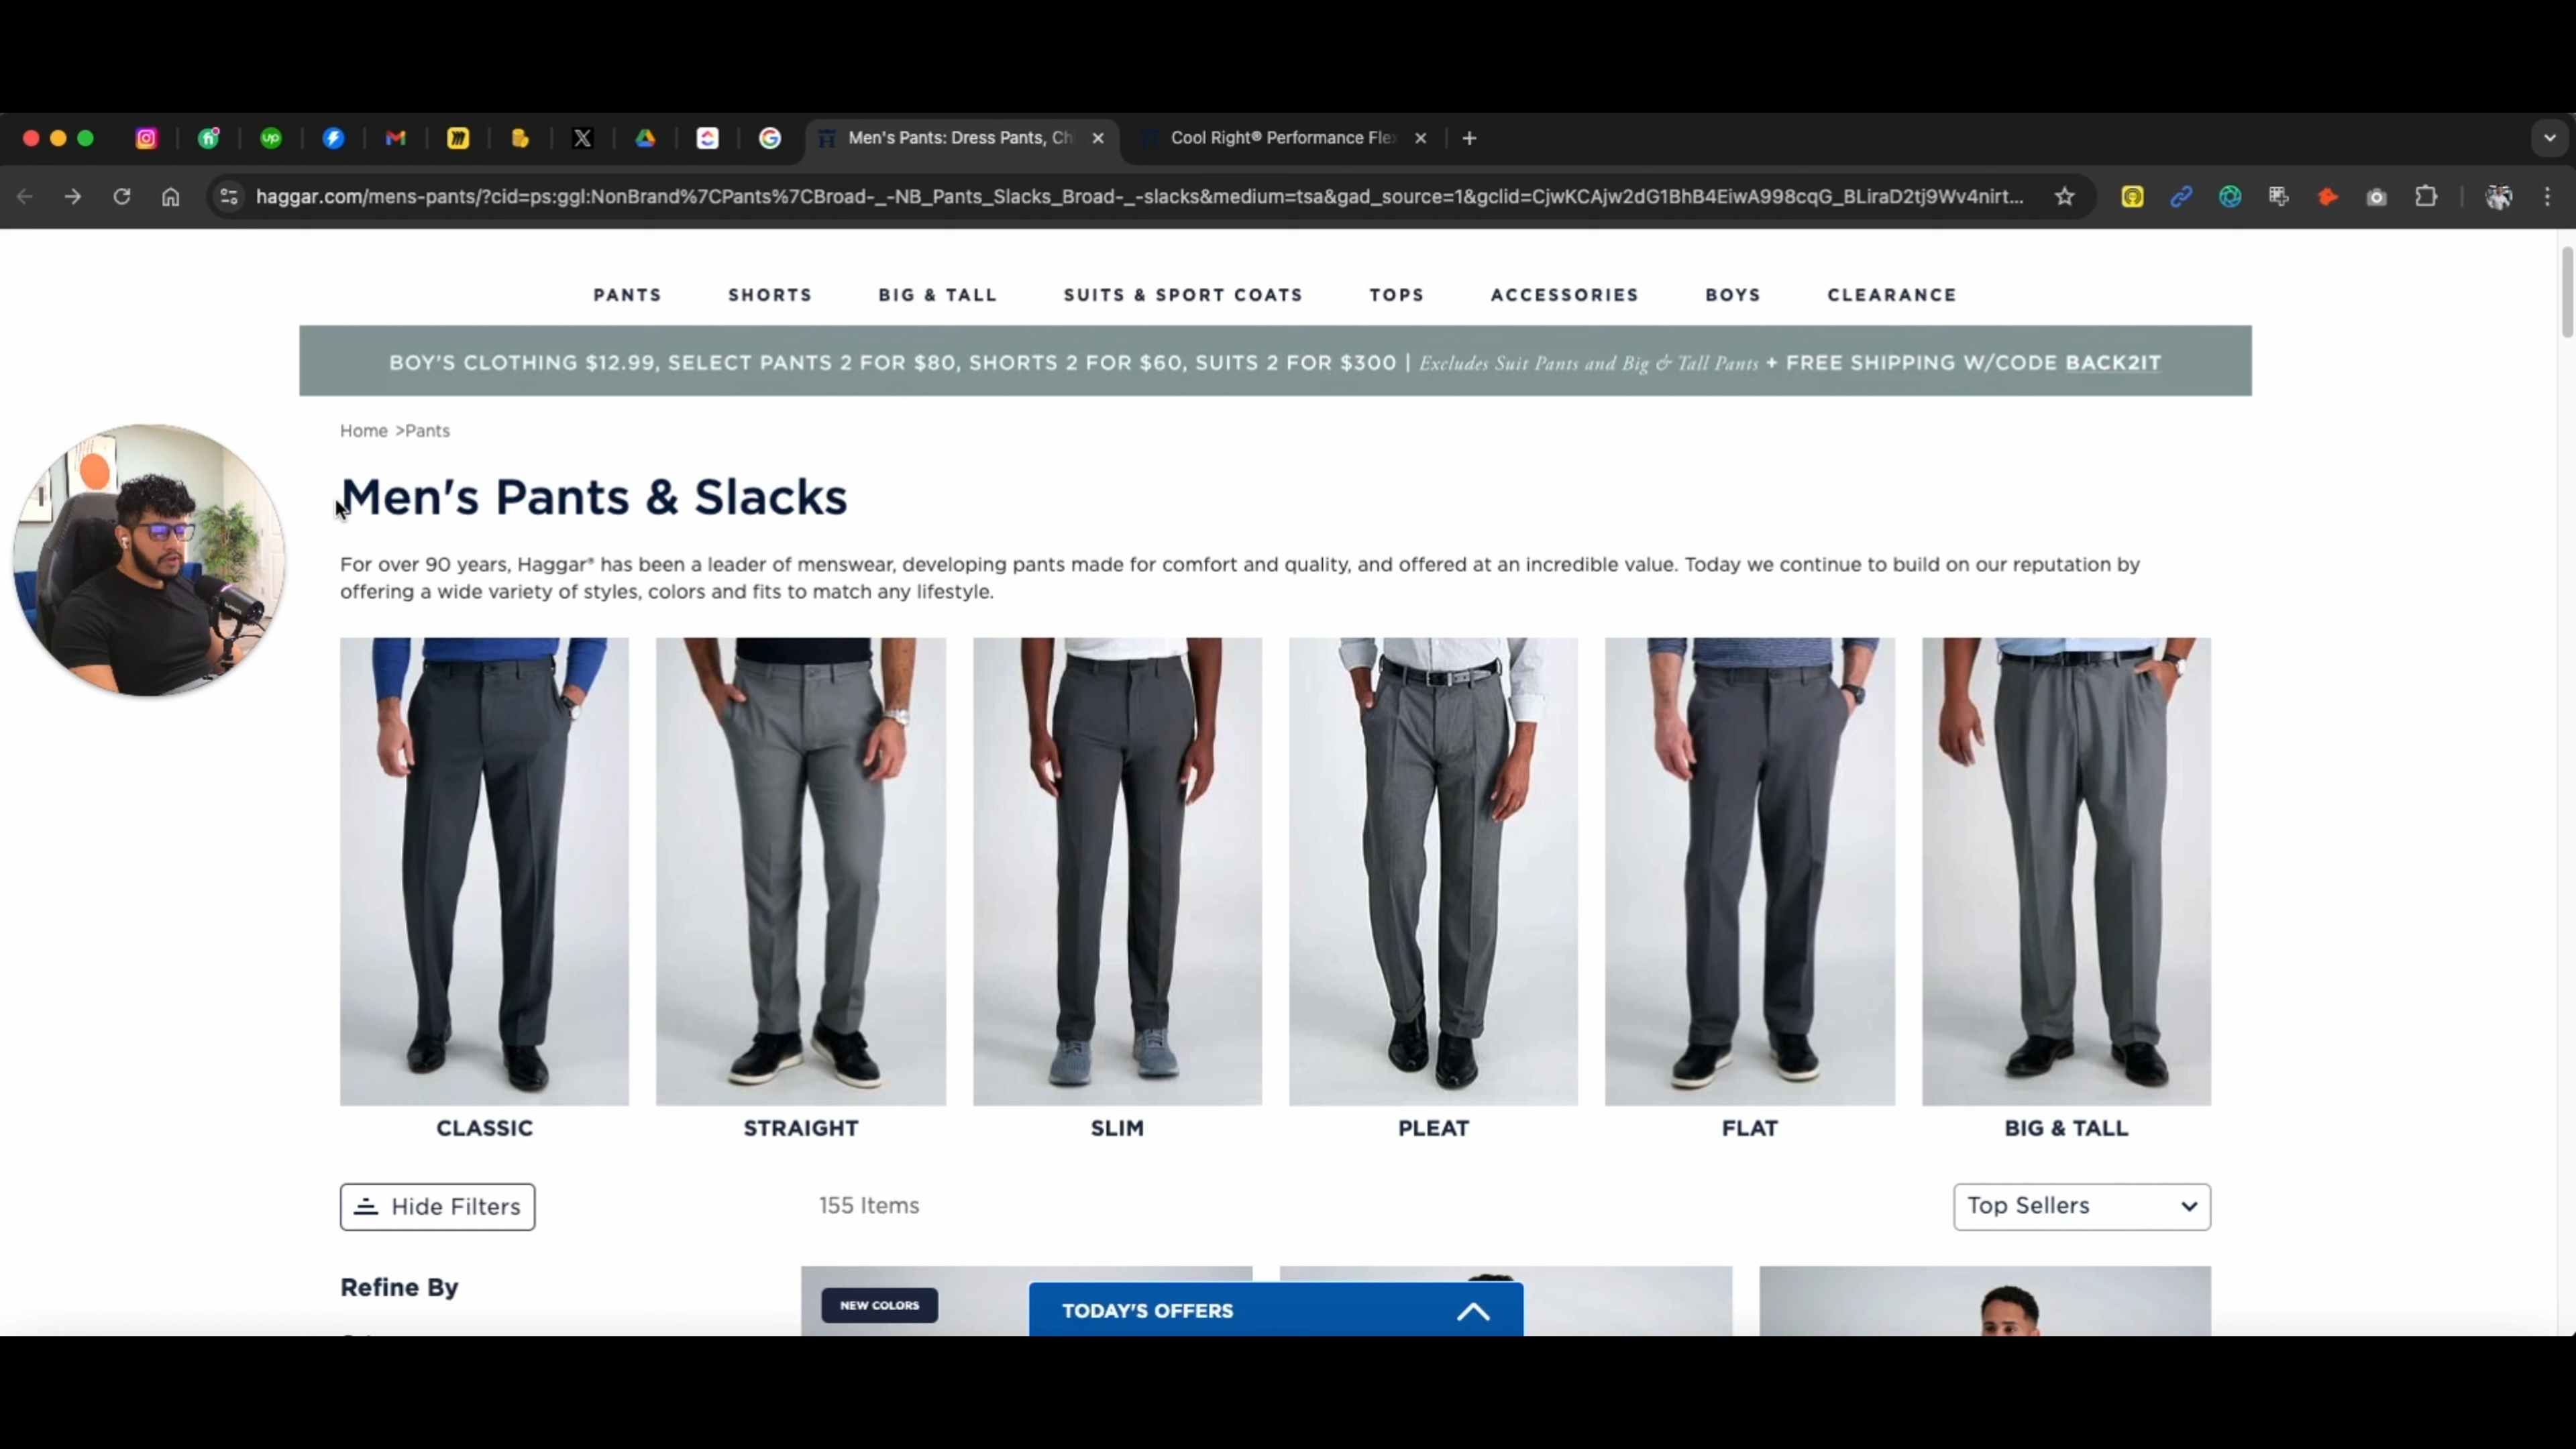 Men's Pants: Dress Pants, Ch
Cool Right® Performance Fle
haggar.com/mens-pants/?cid=ps:ggl:NonBrand%7CPants%7CBroad-_-NB_Pants_Slacks_Broad-_-slacks&medium=tsa&gad_source=1&gclid=CjwKCAjw2dG1BhB4EiwA998cqG_BLiraD2tj9Wv4nirt...
PANTS SHORTS BIG & TALL SUITS & SPORT COATS TOPS ACCESSORIES BOYS CLEARANCE
BOY'S CLOTHING $12.99, SELECT PANTS 2 FOR $80, SHORTS 2 FOR $60, SUITS 2 FOR $300 | Excludes Suit Pants and Big & Tall Pants + FREE SHIPPING W/CODE BACK2IT
Home >Pants
Men's Pants & Slacks
For over 90 years, Haggar® has been a leader of menswear, developing pants made for comfort and quality, and offered at an incredible value. Today we continue to build on our reputation by
offering a wide variety of styles, colors and fits to match any lifestyle.
CLASSIC STRAIGHT SLIM PLEAT FLAT BIG & TALL
Hide Filters 155 Items Top Sellers
Refine By
NEW COLORS
TODAY'S OFFERS